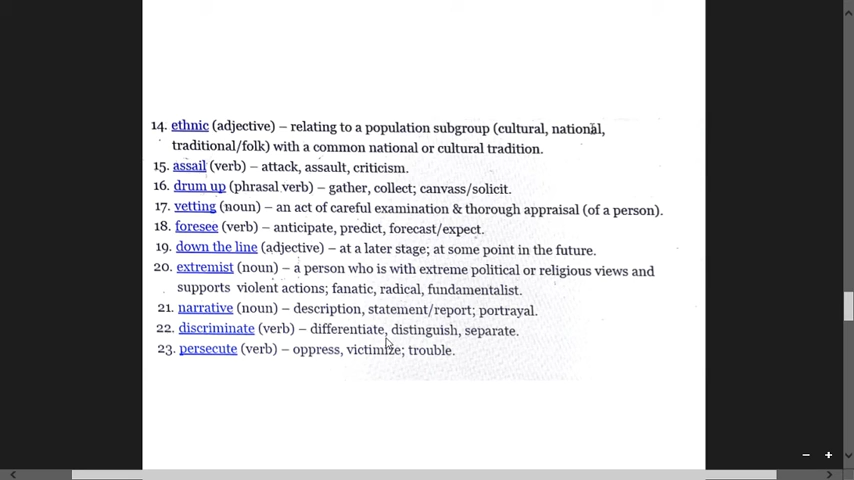 14. ethnic (adjective) – relating to a population subgroup (cultural, national,
traditional/folk) with a common national or cultural tradition.
15. assail (verb) – attack, assault, criticism.
16. drum up (phrasal verb) – gather, collect; canvass/solicit.
17. vetting (noun) – an act of careful examination & thorough appraisal (of a person).
18. foresee (verb) – anticipate, predict, forecast/expect.
19. down the line (adjective) – at a later stage; at some point in the future.
20. extremist (noun) – a person who is with extreme political or religious views and
supports violent actions; fanatic, radical, fundamentalist.
21. narrative (noun) – description, statement/report; portrayal.
22. discriminate (verb) – differentiate, distinguish, separate.
23. persecute (verb) – oppress, victimize; trouble.